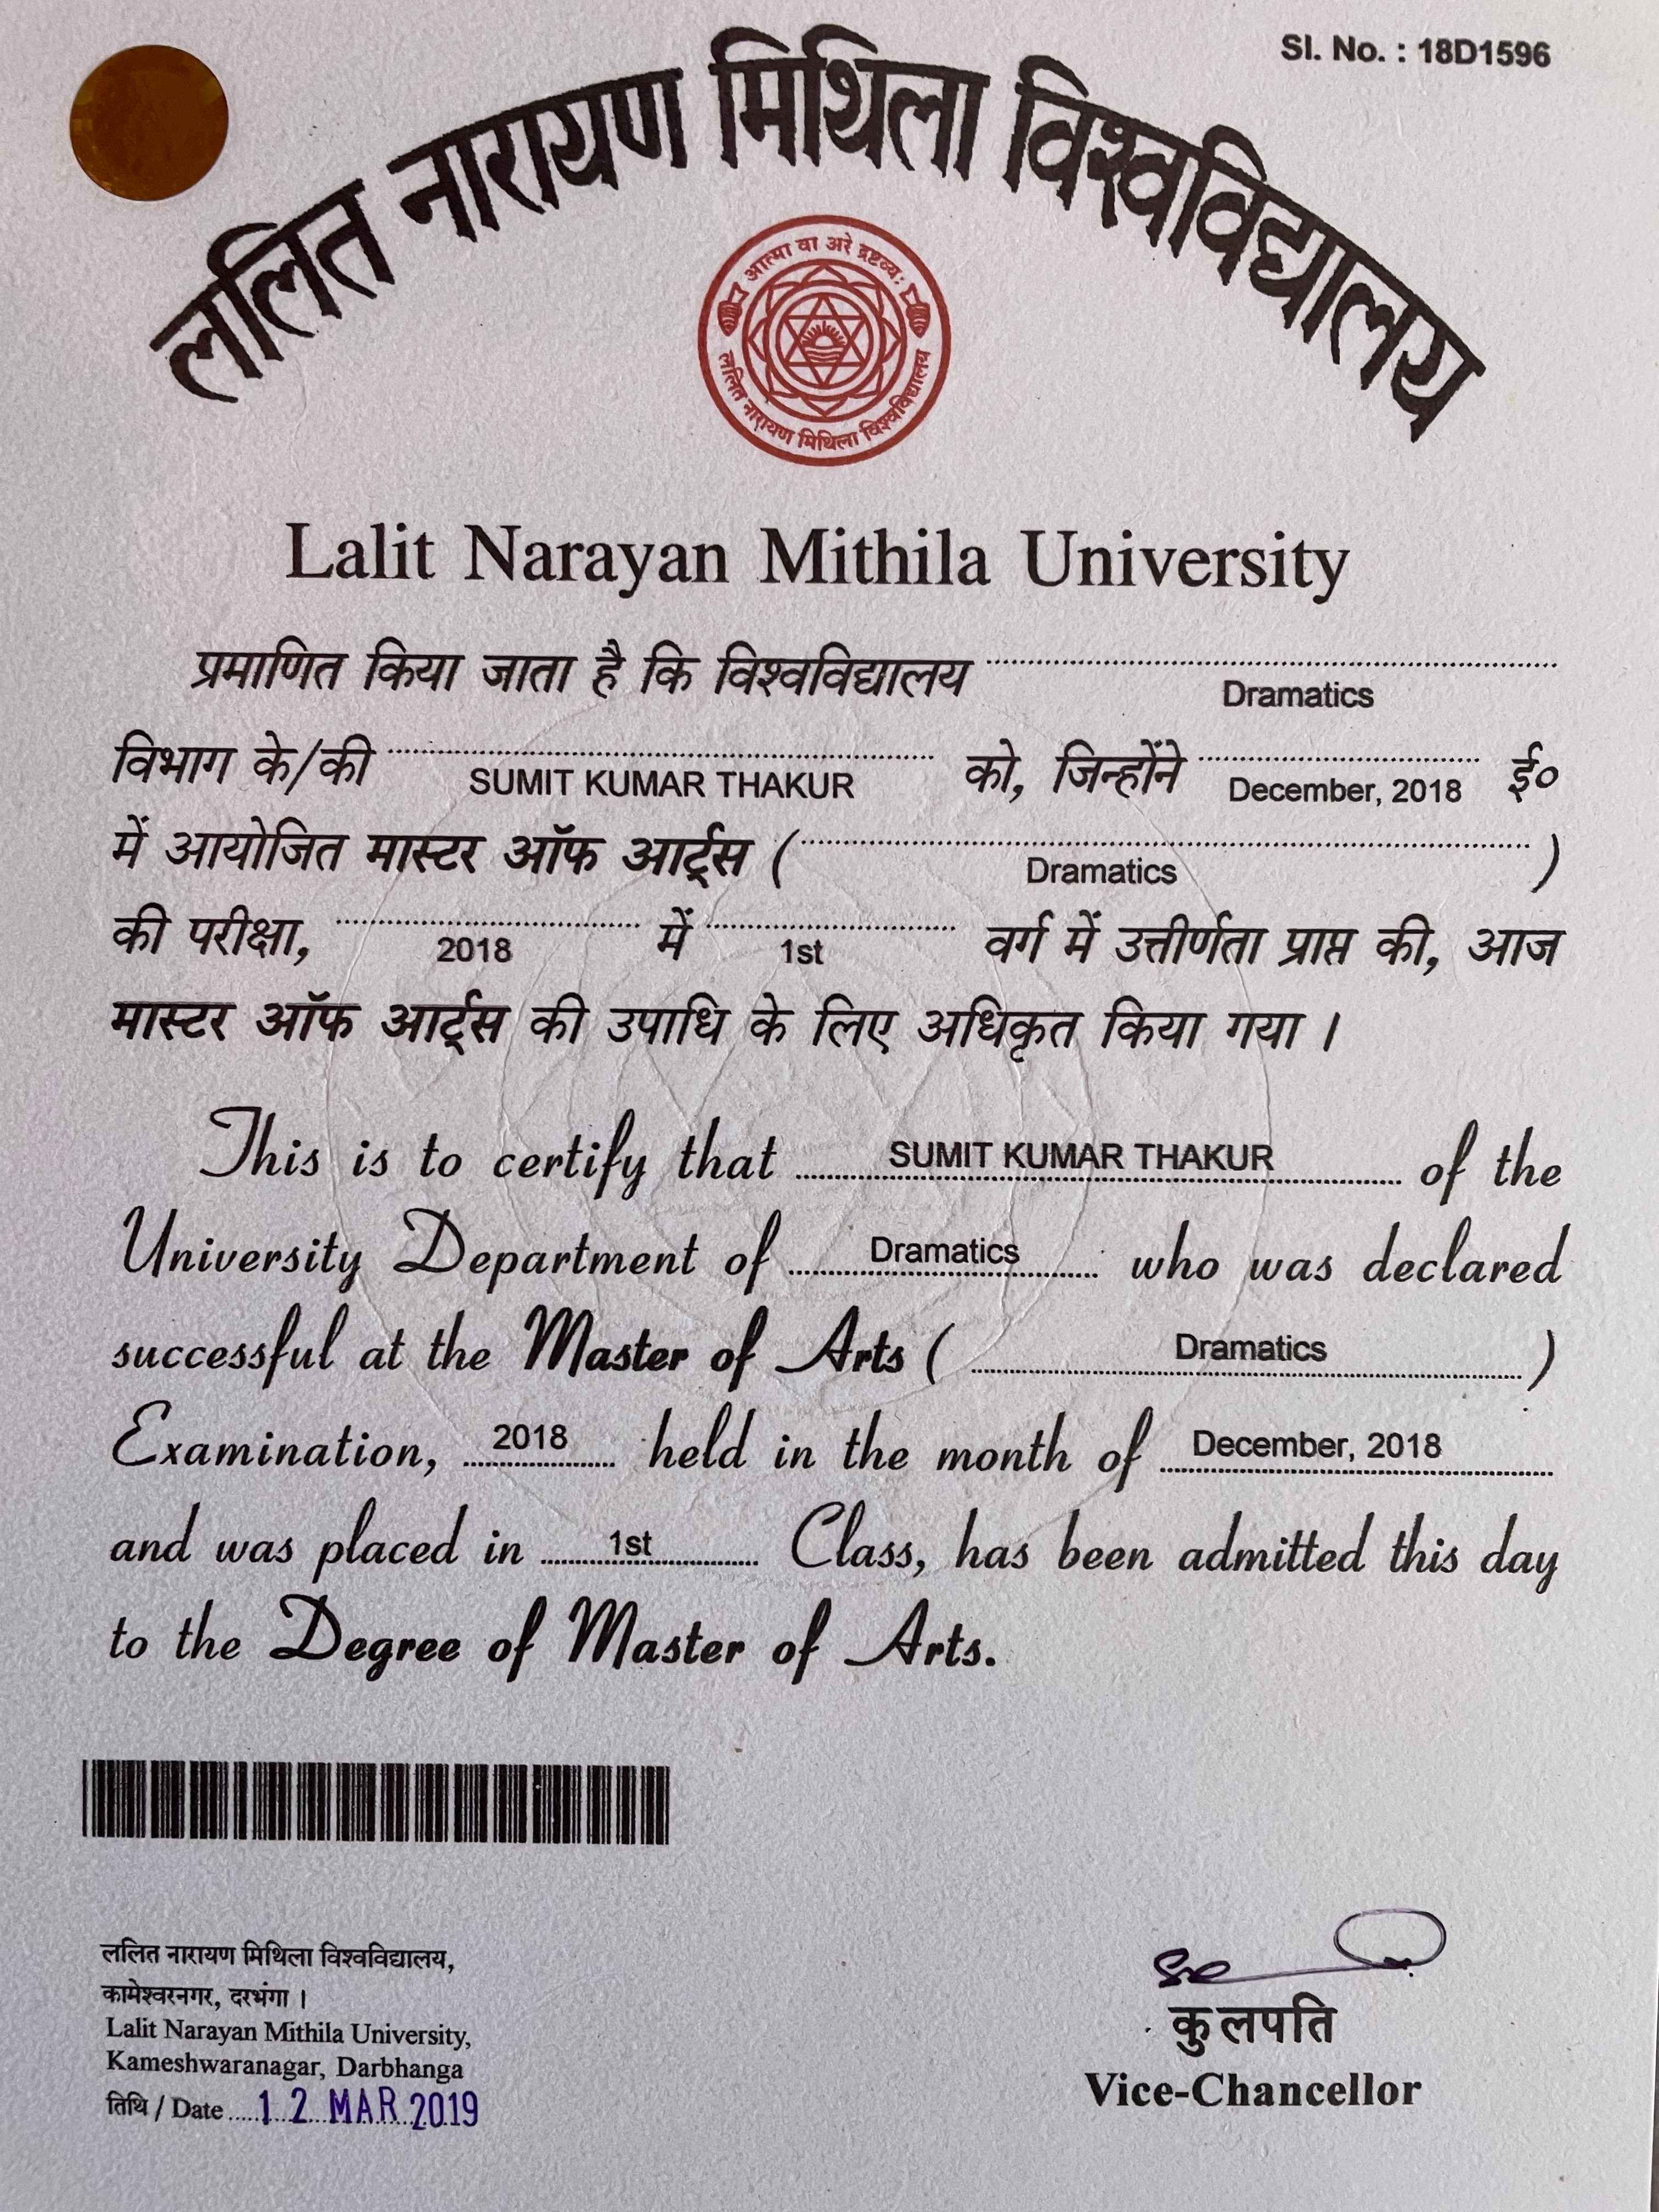 Sl. No. : 18D1596
ललित नारायण मिथिला विश्वविद्यालय
आत्मा वा अरे द्रष्टव्यः
ललित नारायण मिथिला विश्वविद्यालय
Lalit Narayan Mithila University
प्रमाणित किया जाता है कि विश्वविद्यालय Dramatics
विभाग के/की SUMIT KUMAR THAKUR को, जिन्होंने December, 2018 ई०
में आयोजित मास्टर ऑफ आर्ट्स ( Dramatics )
की परीक्षा, 2018 में 1st वर्ग में उत्तीर्णता प्राप्त की, आज
मास्टर ऑफ आर्ट्स की उपाधि के लिए अधिकृत किया गया ।
This is to certify that SUMIT KUMAR THAKUR of the
University Department of Dramatics who was declared
successful at the Master of Arts ( Dramatics )
Examination, 2018 held in the month of December, 2018
and was placed in 1st Class, has been admitted this day
to the Degree of Master of Arts.
ललित नारायण मिथिला विश्वविद्यालय,
कामेश्वरनगर, दरभंगा ।
Lalit Narayan Mithila University,
Kameshwaranagar, Darbhanga
तिथि / Date 12 MAR 2019
कुलपति
Vice-Chancellor